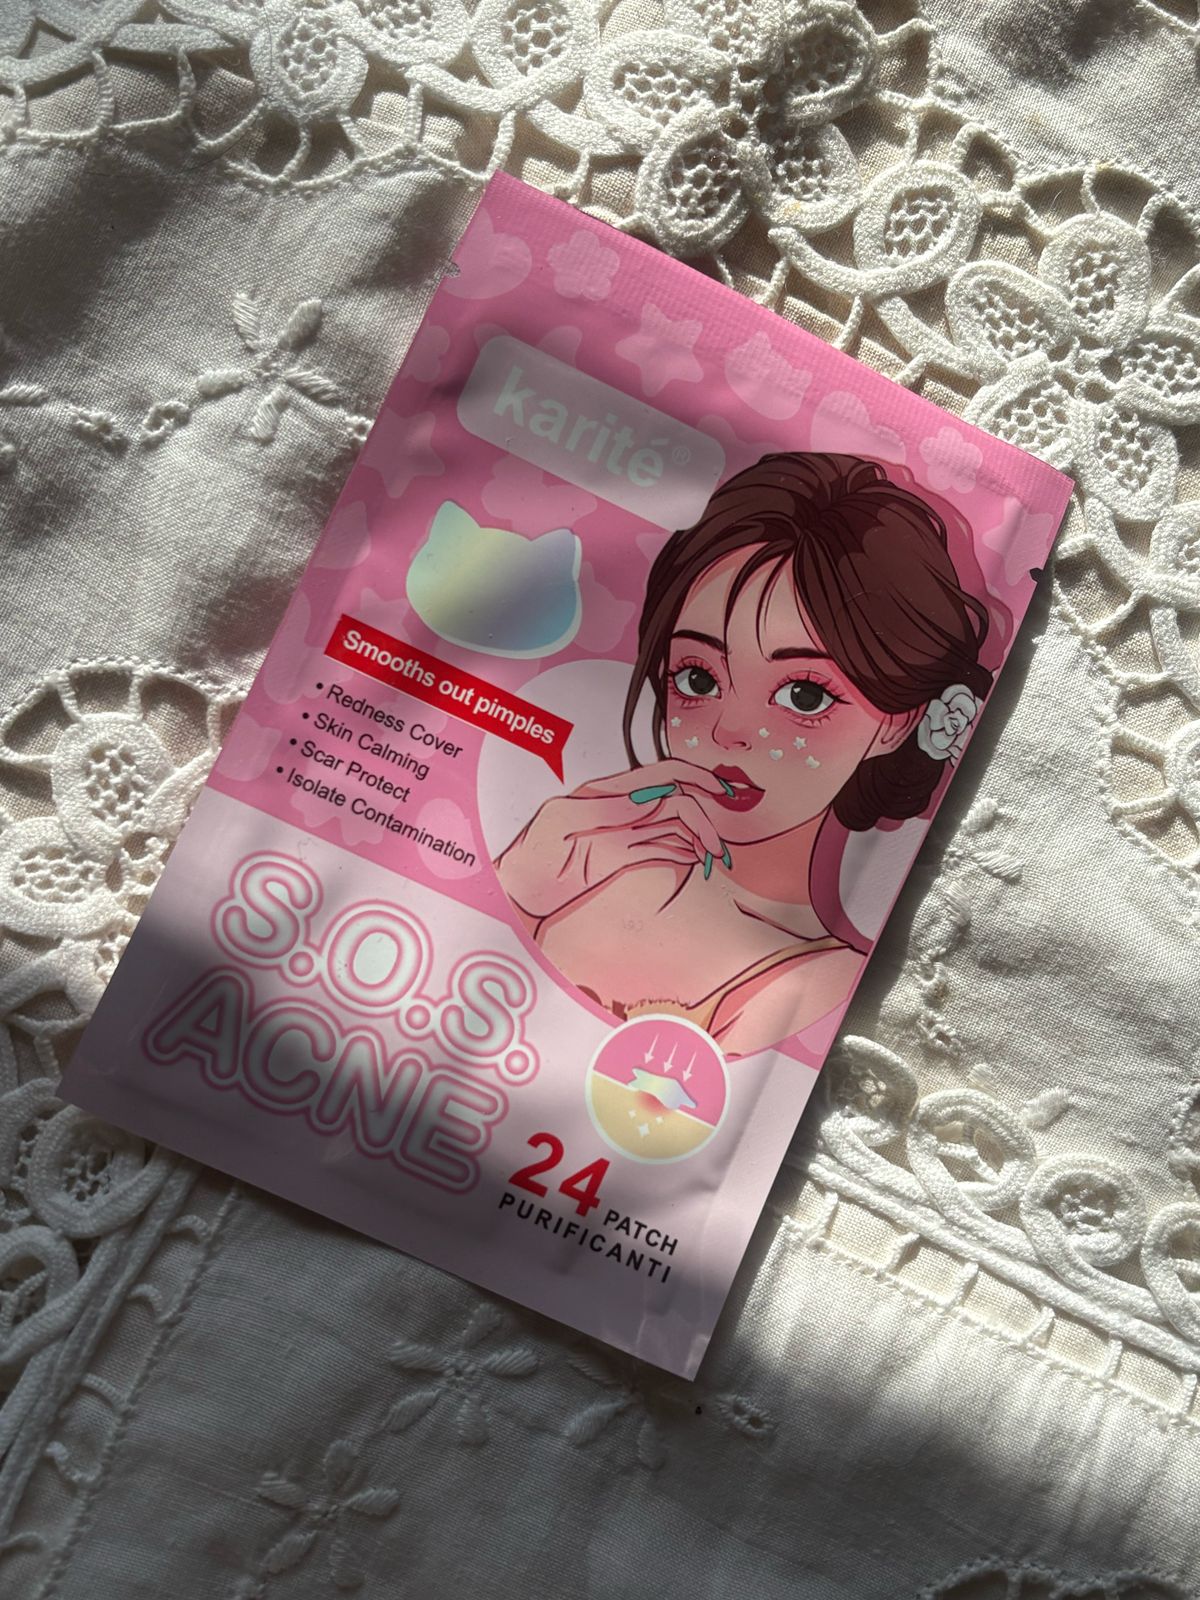 karité®
Smooths out pimples
• Redness Cover
• Skin Calming
• Scar Protect
• Isolate Contamination
S.O.S.
ACNE
24 PATCH
PURIFICANTI